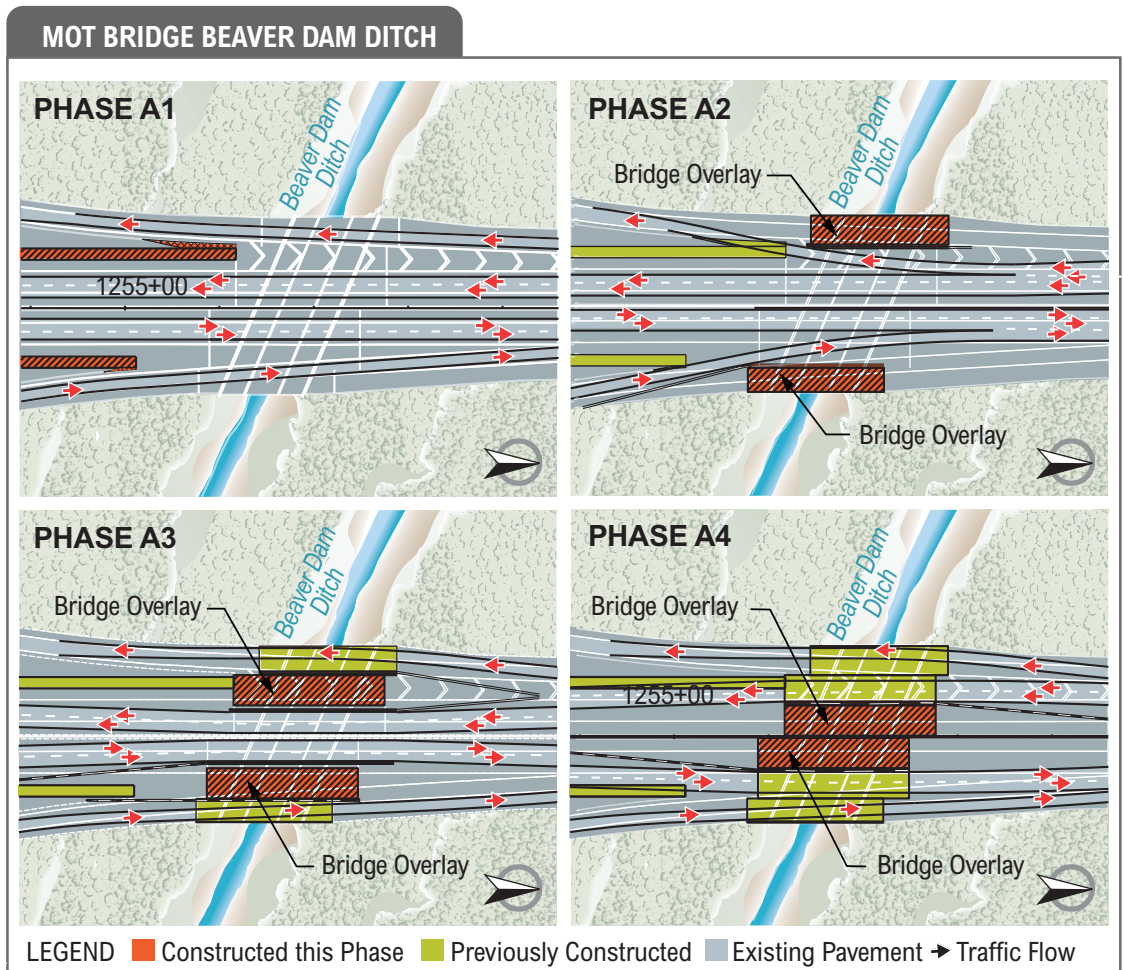 MOT BRIDGE BEAVER DAM DITCH
PHASE A1
Beaver Dam
Ditch
1255+00
PHASE A2
Beaver Dam
Ditch
Bridge Overlay
Bridge Overlay
PHASE A3
Beaver Dam
Ditch
Bridge Overlay
Bridge Overlay
PHASE A4
Beaver Dam
Ditch
Bridge Overlay
1255+00
Bridge Overlay
LEGEND Constructed this Phase Previously Constructed Existing Pavement Traffic Flow